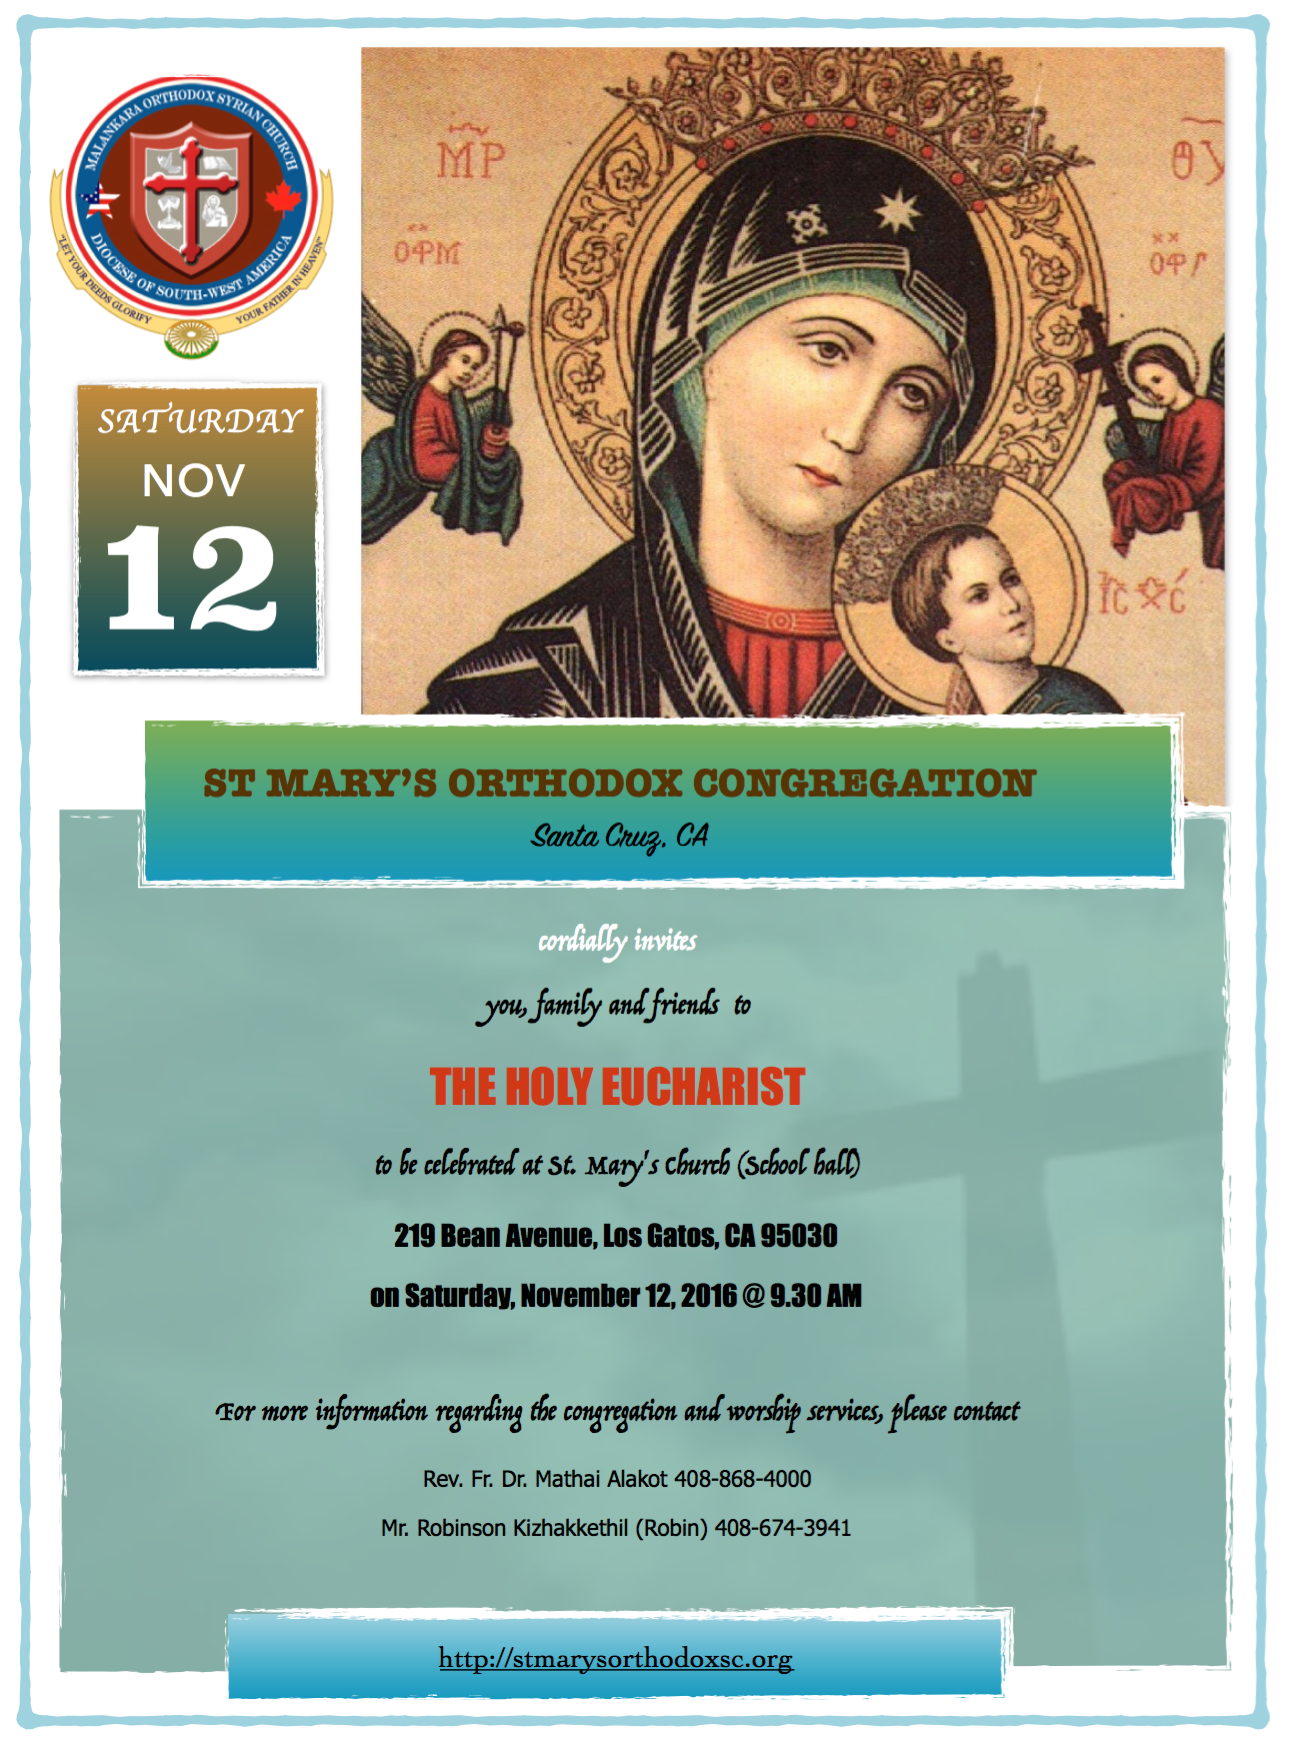 MALANKARA ORTHODOX SYRIAN CHURCH
DIOCESE OF SOUTH-WEST AMERICA
"LET YOUR DEEDS GLORIFY YOUR FATHER IN HEAVEN"
SATURDAY
NOV
12
ST MARY'S ORTHODOX CONGREGATION
Santa Cruz, CA
cordially invites
you, family and friends to
THE HOLY EUCHARIST
to be celebrated at St. Mary's Church (School hall)
219 Bean Avenue, Los Gatos, CA 95030
on Saturday, November 12, 2016 @ 9.30 AM
For more information regarding the congregation and worship services, please contact
Rev. Fr. Dr. Mathai Alakot 408-868-4000
Mr. Robinson Kizhakkethil (Robin) 408-674-3941
http://stmarysorthodoxsc.org